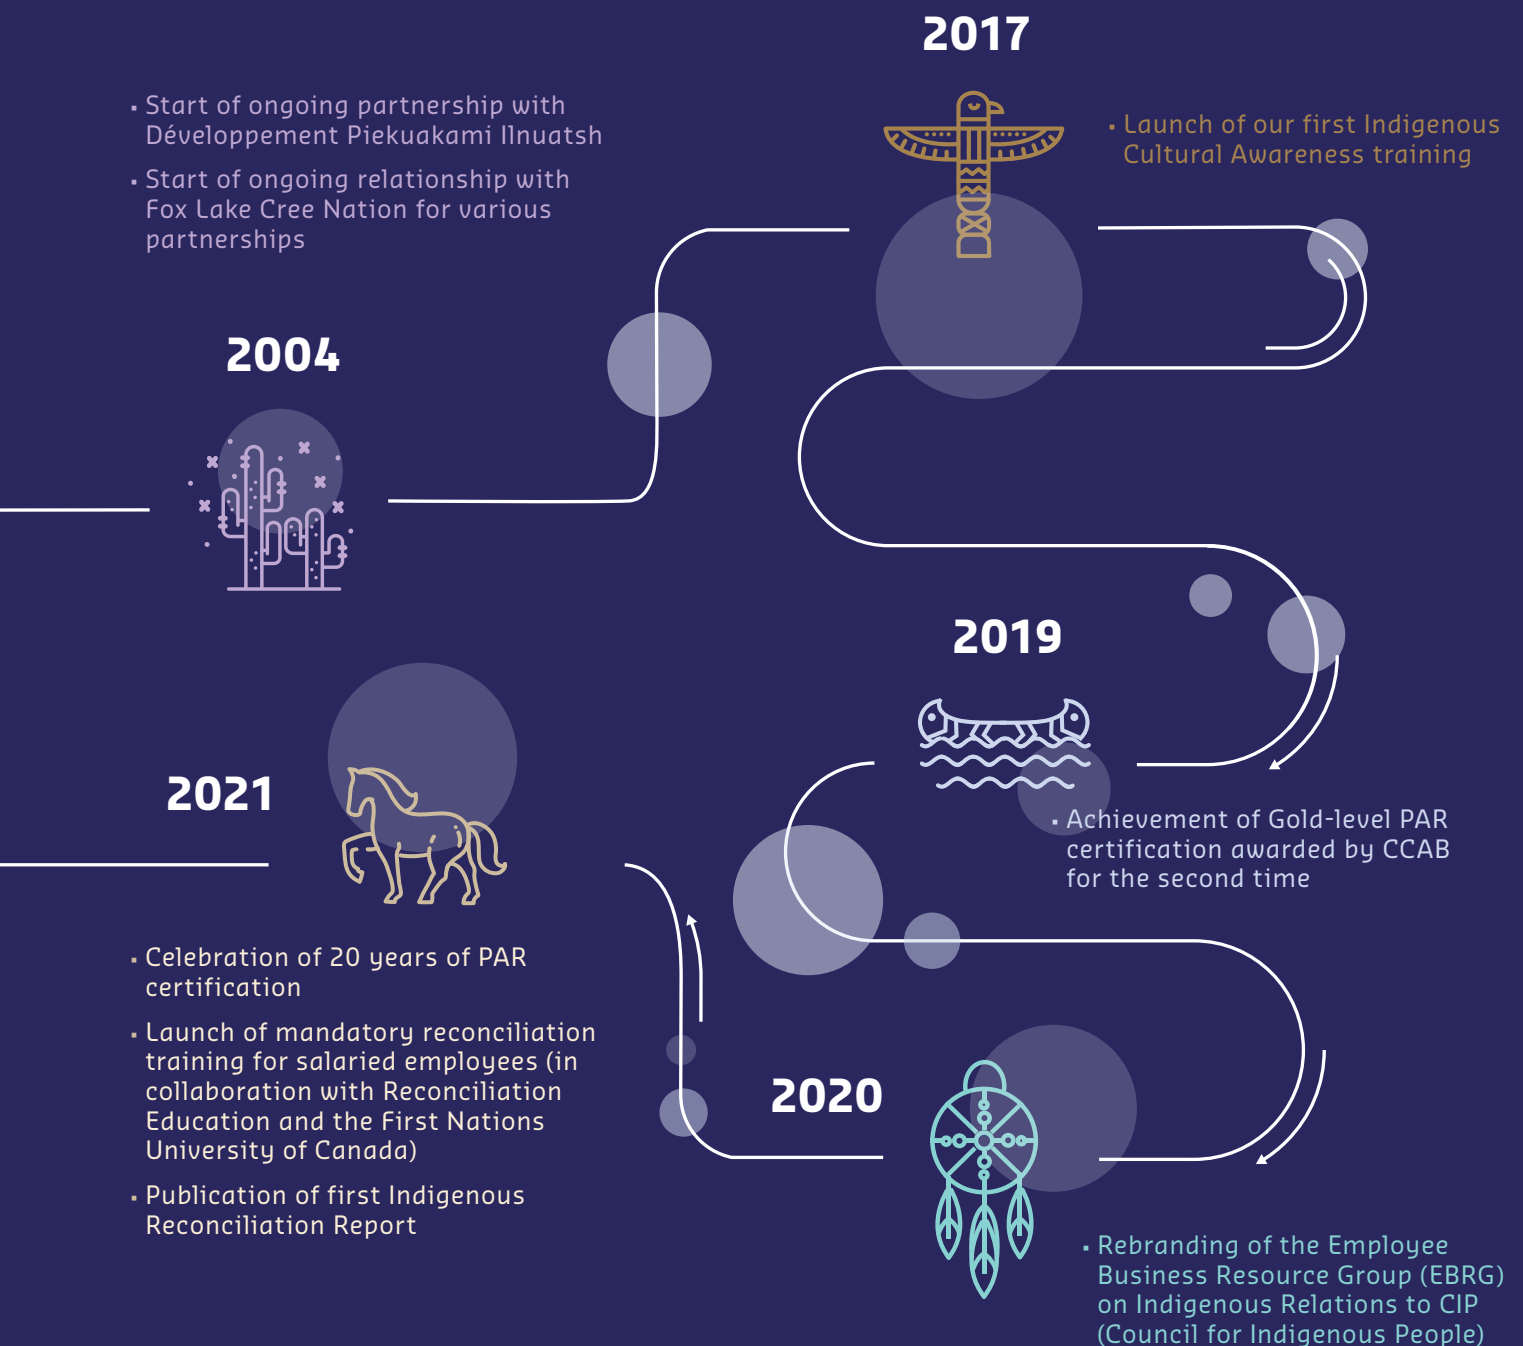 · Start of ongoing partnership with
Développement Piekuakami Ilnuatsh
· Start of ongoing relationship with
Fox Lake Cree Nation for various
partnerships
2004
2017
· Launch of our first Indigenous
Cultural Awareness training
2019
· Achievement of Gold-level PAR
certification awarded by CCAB
for the second time
2020
· Rebranding of the Employee
Business Resource Group (EBRG)
on Indigenous Relations to CIP
(Council for Indigenous People)
2021
· Celebration of 20 years of PAR
certification
· Launch of mandatory reconciliation
training for salaried employees (in
collaboration with Reconciliation
Education and the First Nations
University of Canada)
· Publication of first Indigenous
Reconciliation Report